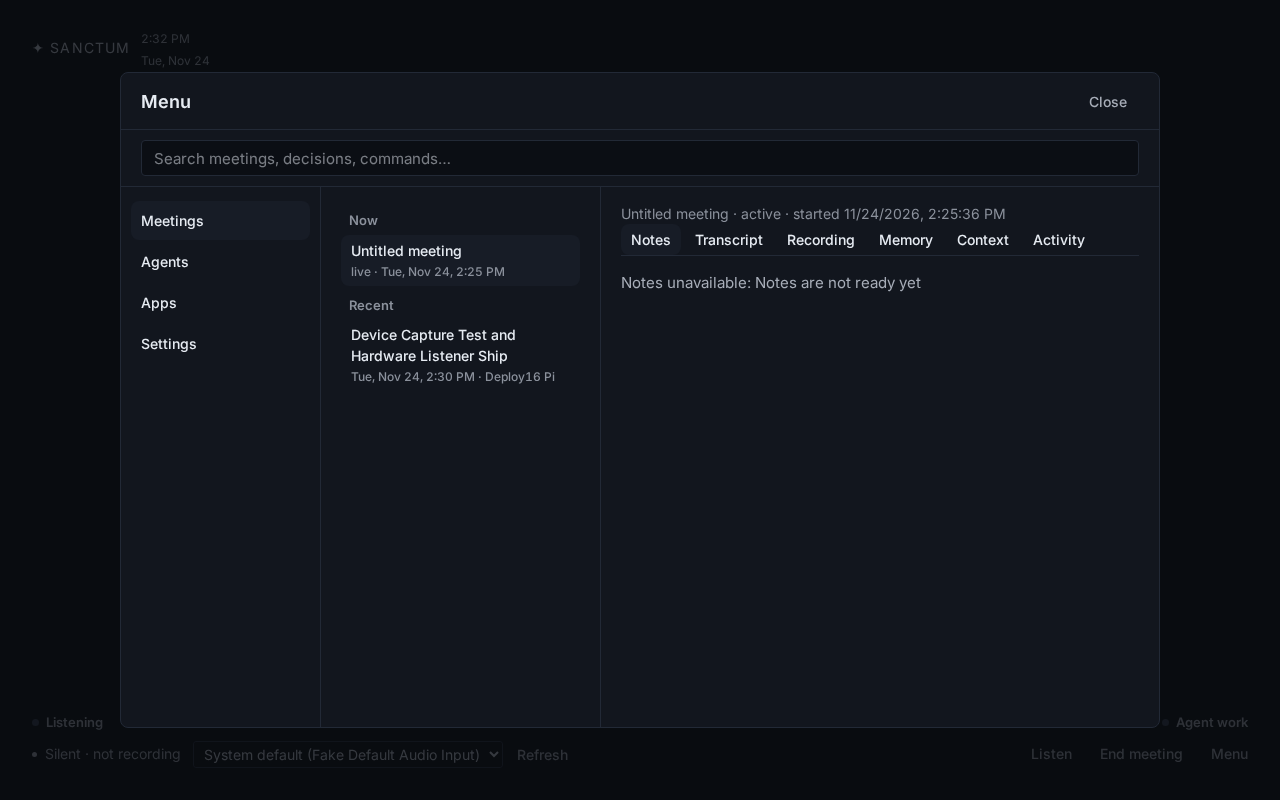 ✦ SANCTUM
2:32 PM
Tue, Nov 24
Menu
Close
Search meetings, decisions, commands...
Meetings
Agents
Apps
Settings
Now
Untitled meeting
live · Tue, Nov 24, 2:25 PM
Recent
Device Capture Test and
Hardware Listener Ship
Tue, Nov 24, 2:30 PM · Deploy16 Pi
Untitled meeting · active · started 11/24/2026, 2:25:36 PM
Notes Transcript Recording Memory Context Activity
Notes unavailable: Notes are not ready yet
Listening
Agent work
Silent · not recording
System default (Fake Default Audio Input)
Refresh
Listen
End meeting
Menu